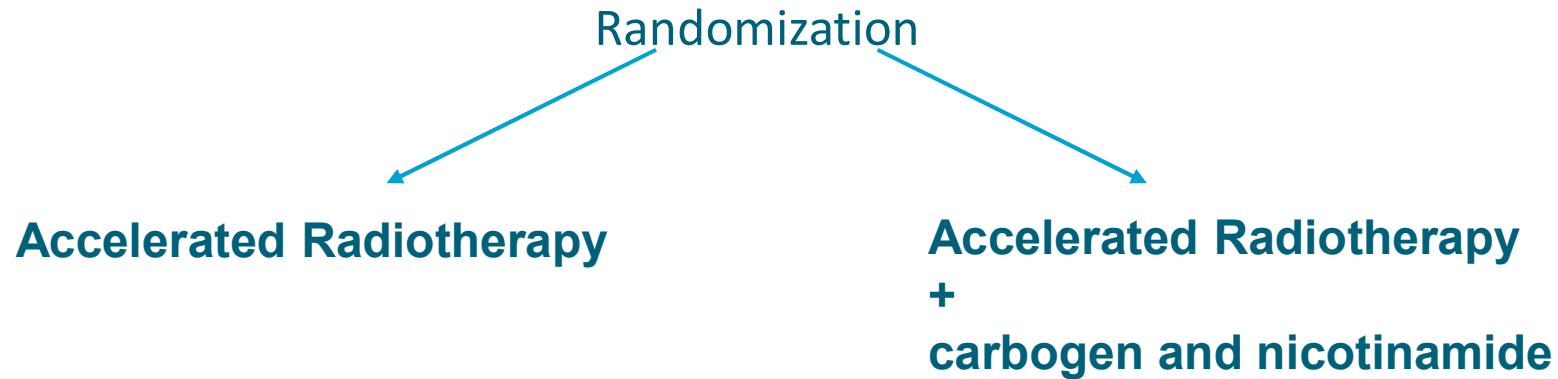 Randomization
Accelerated Radiotherapy
Accelerated Radiotherapy
+
carbogen and nicotinamide